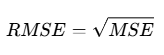 RMSE = √MSE